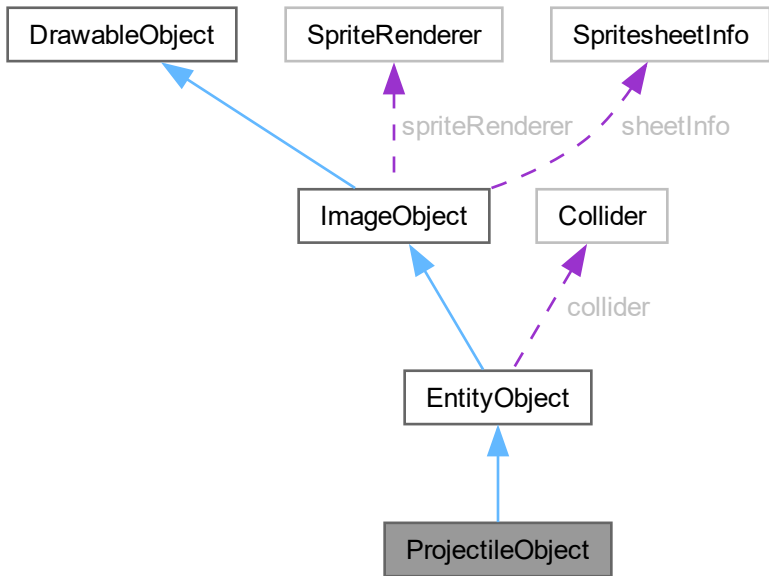 DrawableObject
SpriteRenderer
SpritesheetInfo
spriteRenderer
sheetInfo
ImageObject
Collider
collider
EntityObject
ProjectileObject